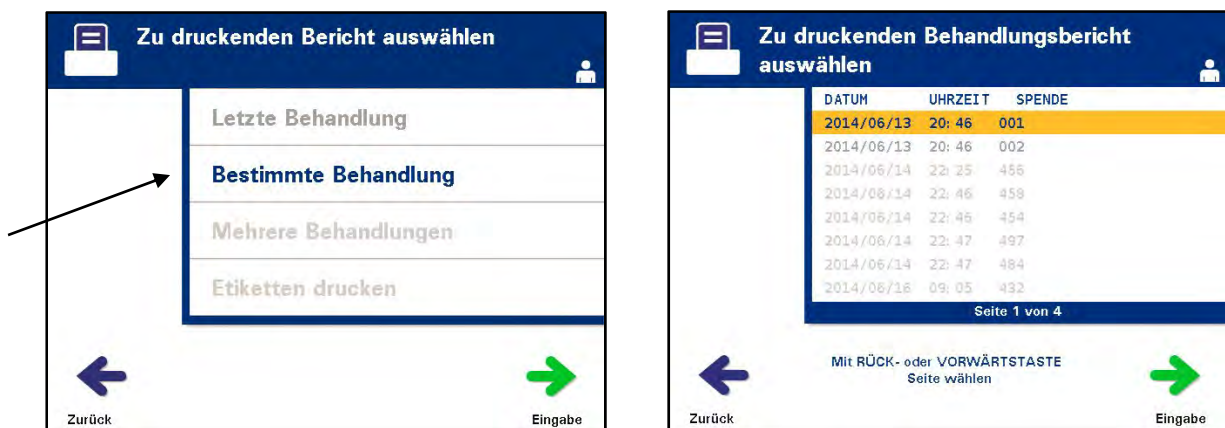 Zu druckenden Bericht auswählen
Letzte Behandlung
Bestimmte Behandlung
Mehrere Behandlungen
Etiketten drucken
Zurück
Eingabe
Zu druckenden Behandlungsbericht
auswählen
DATUM UHRZEIT SPENDE
2014/06/13 20:46 001
2014/06/13 20:46 002
2014/06/14 22:25 456
2014/06/14 22:46 459
2014/06/14 22:46 454
2014/06/14 22:47 497
2014/06/14 22:47 484
2014/06/16 09:05 432
Seite 1 von 4
Mit RÜCK- oder VORWÄRTSTASTE
Seite wählen
Zurück
Eingabe